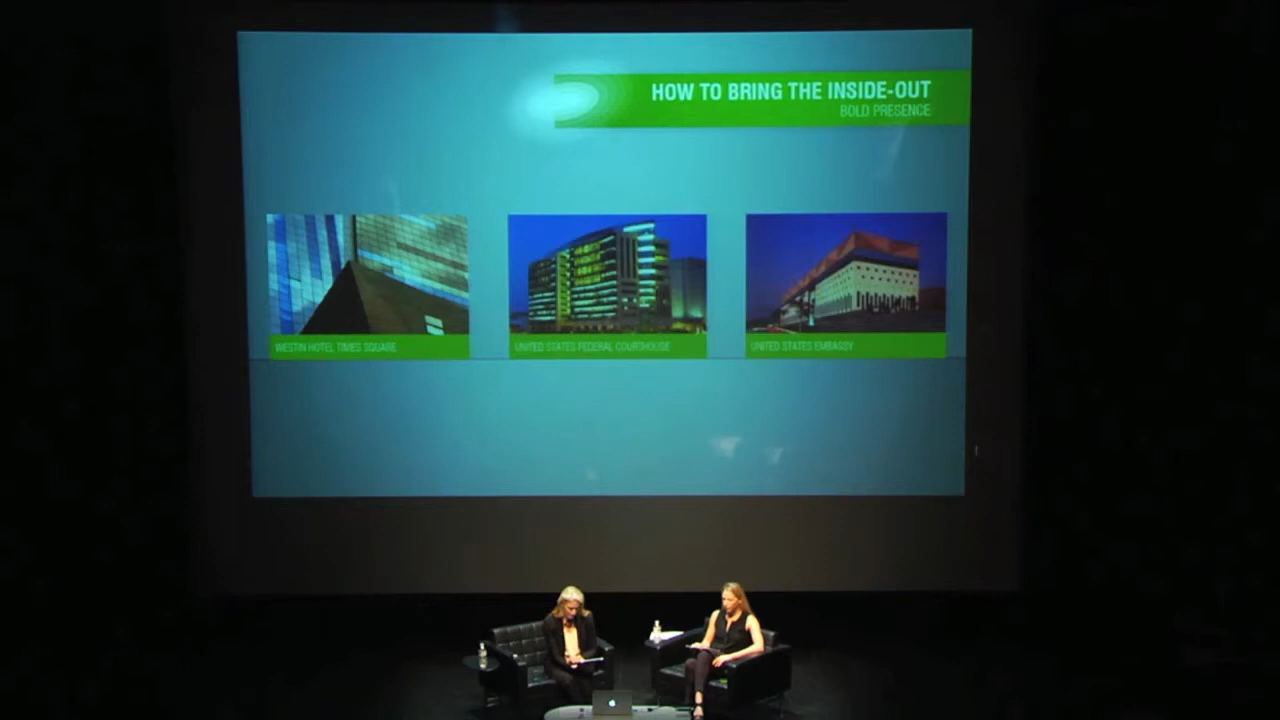 HOW TO BRING THE INSIDE-OUT
BOLD PRESENCE
WESTIN HOTEL TIMES SQUARE
UNITED STATES FEDERAL COURTHOUSE
UNITED STATES EMBASSY